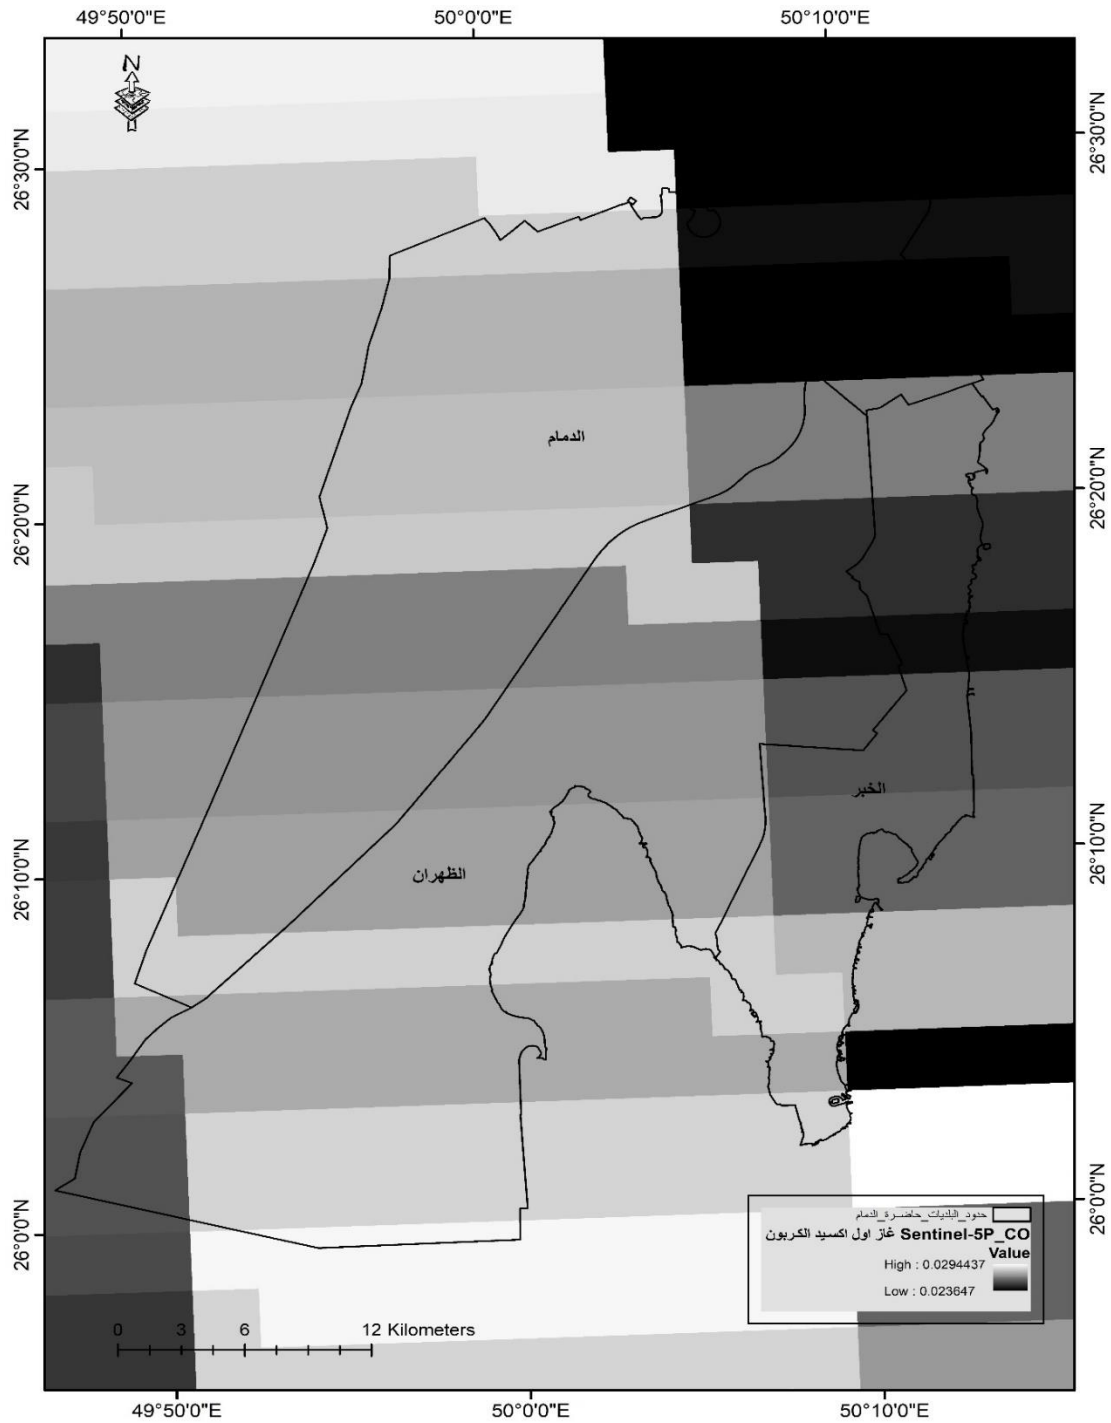 49°50'0"E
50°0'0"E
50°10'0"E
N
26°30'0"N
26°30'0"N
الدمام
26°20'0"N
26°20'0"N
الخبر
26°10'0"N
الظهران
26°10'0"N
26°0'0"N
26°0'0"N
حدود_البلديات_حاضرة_الدمام
غاز اول اكسيد الكربون Sentinel-5P_CO
Value
High : 0.0294437
Low : 0.023647
0 3 6 12 Kilometers
49°50'0"E
50°0'0"E
50°10'0"E